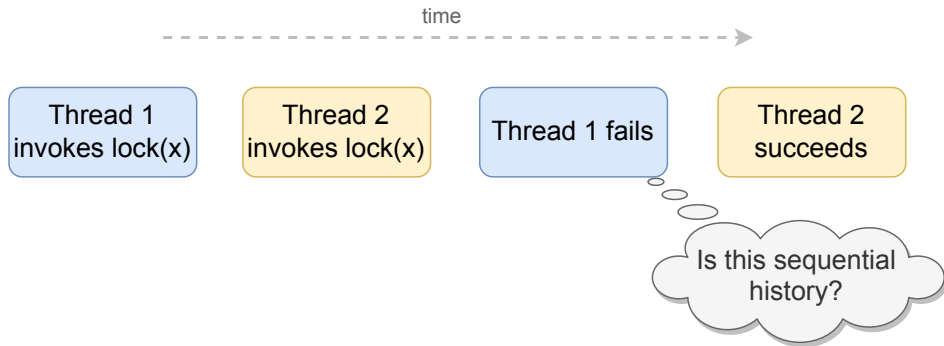 time
Thread 1
invokes lock(x)
Thread 2
invokes lock(x)
Thread 1 fails
Thread 2
succeeds
Is this sequential
history?